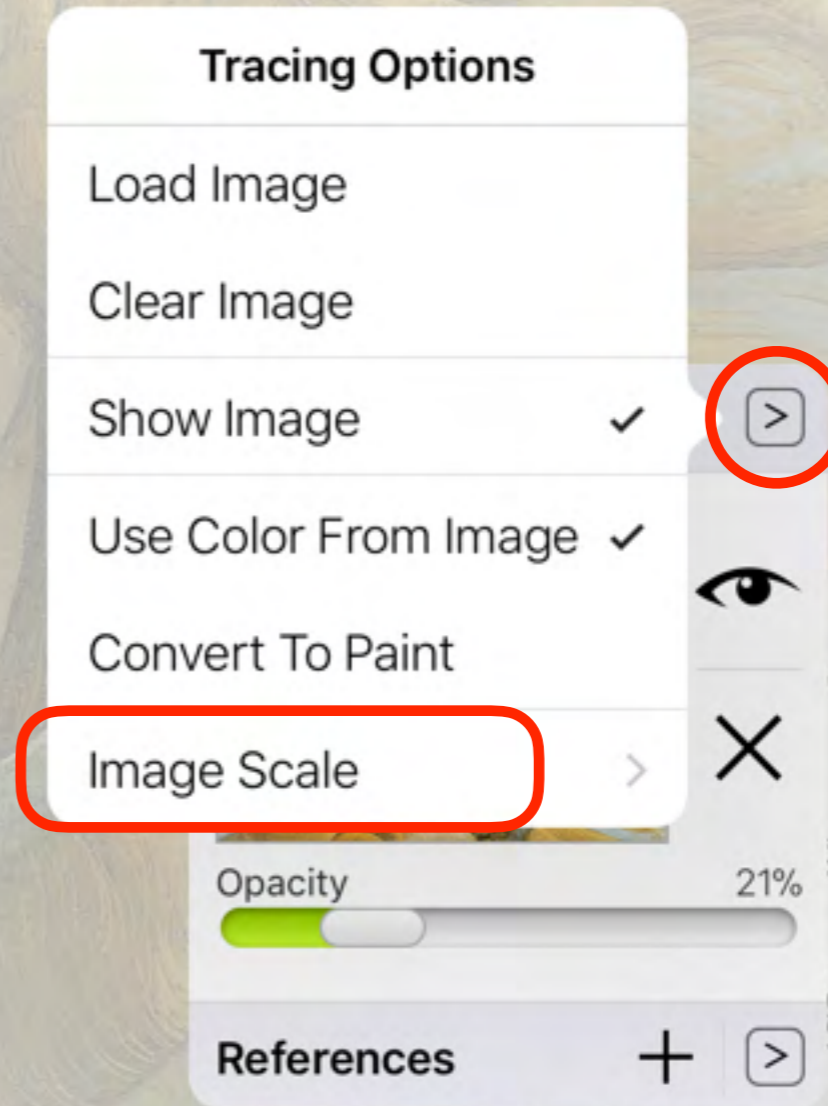 Tracing Options
Load Image
Clear Image
Show Image
Use Color From Image
Convert To Paint
Image Scale
Opacity 21%
References